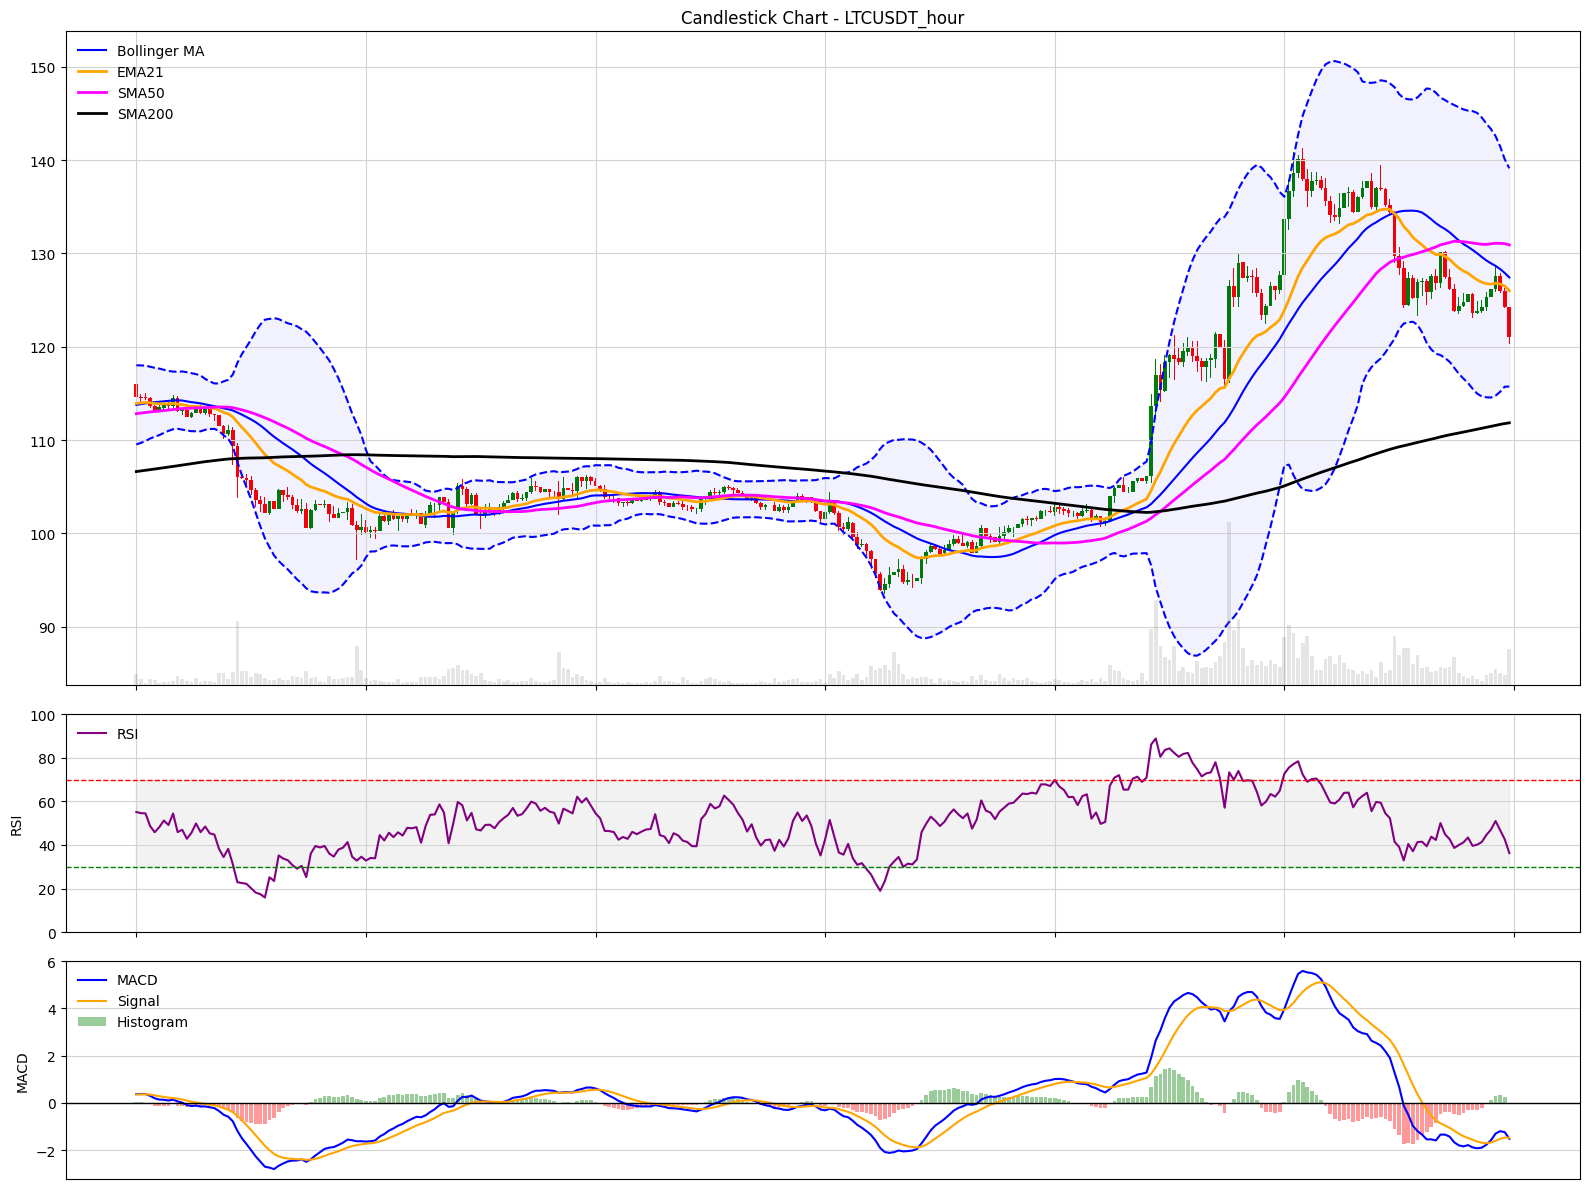 Candlestick Chart - LTCUSDT_hour
Bollinger MA
EMA21
SMA50
SMA200
150
140
130
120
110
100
90
RSI
100
80
60
40
20
0
RSI
MACD
Signal
Histogram
6
4
2
0
−2
MACD